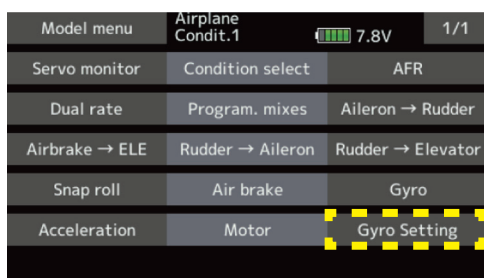 Model menu
Airplane
Condit.1
7.8V
1/1
Servo monitor
Condition select
AFR
Dual rate
Program. mixes
Aileron → Rudder
Airbrake → ELE
Rudder → Aileron
Rudder → Elevator
Snap roll
Air brake
Gyro
Acceleration
Motor
Gyro Setting